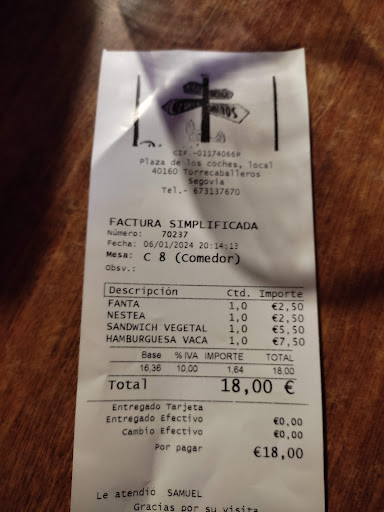 CIF.-01174066P
Plaza de los coches, local
40160 Torrecaballeros
Segovia
Tel.- 673137670
FACTURA SIMPLIFICADA
Número: 70237
Fecha: 06/01/2024 20:14:13
Mesa: C 8 (Comedor)
Obsv.:
Descripción Ctd. Importe
FANTA 1,0 €2,50
NESTEA 1,0 €2,50
SANDWICH VEGETAL 1,0 €5,50
HAMBURGUESA VACA 1,0 €7,50
Base % IVA IMPORTE TOTAL
16,36 10,00 1,64 18,00
Total 18,00 €
Entregado Tarjeta
Entregado Efectivo €0,00
Cambio Efectivo €0,00
Por pagar €18,00
Le atendio SAMUEL
Gracias por su visita